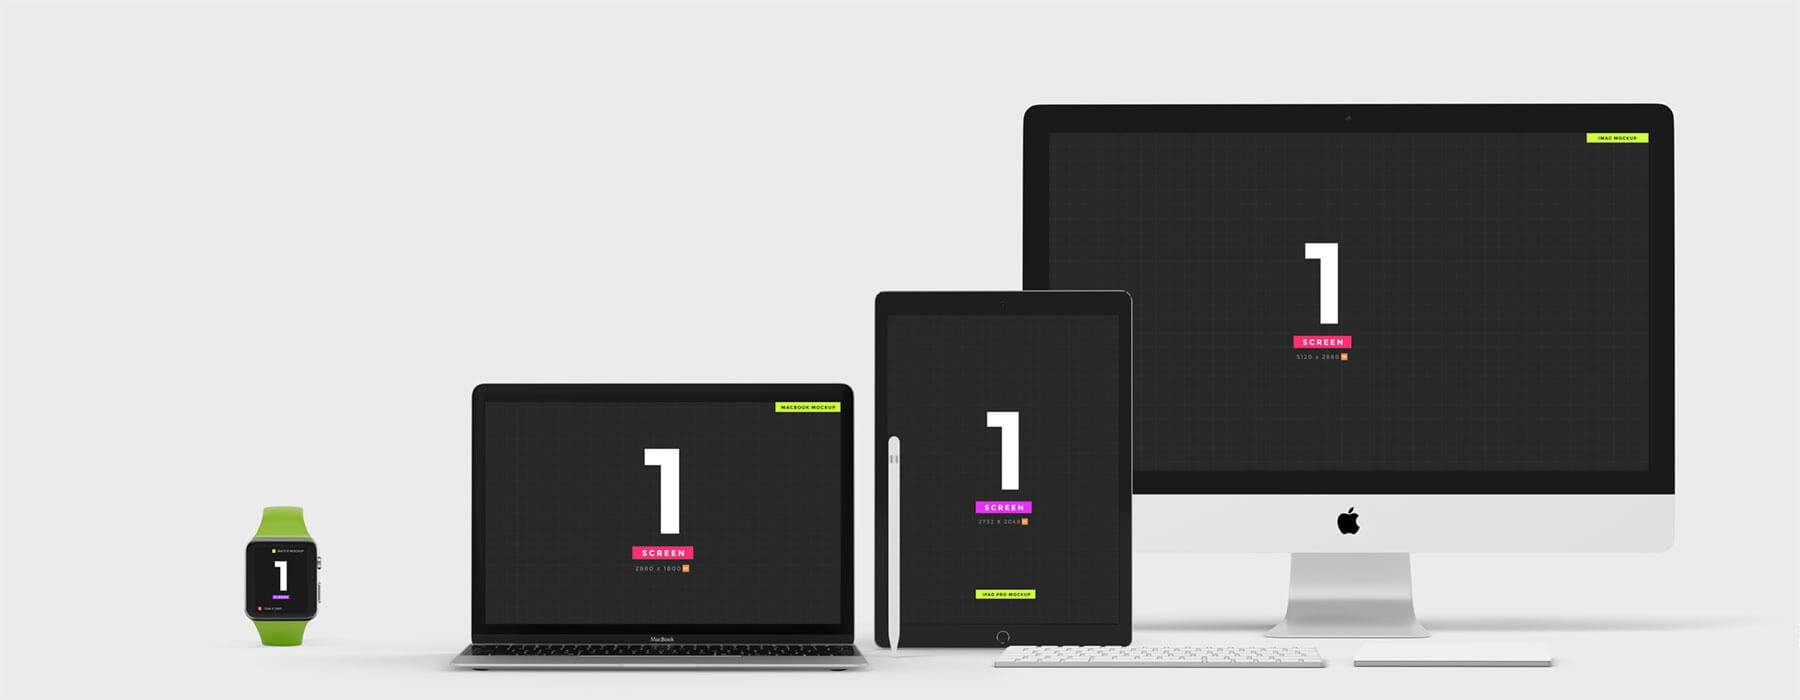 WATCH MOCKUP
1
SCREEN
MACBOOK MOCKUP
1
SCREEN
2880 x 1800
MacBook
1
SCREEN
2732 X 2048
IPAD PRO MOCKUP
IMAC MOCKUP
1
SCREEN
5120 x 2880